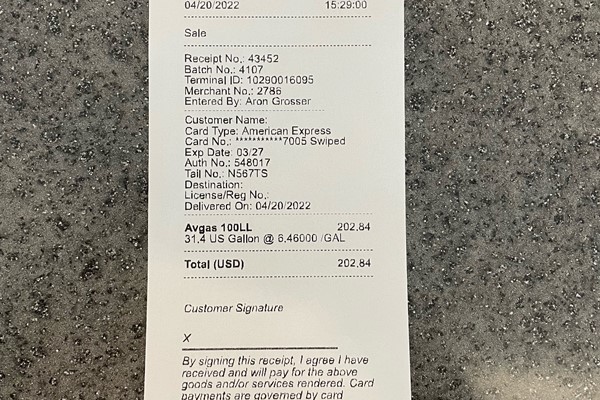 04/20/2022 15:29:00
Sale
Receipt No.: 43452
Batch No.: 4107
Terminal ID: 10290016095
Merchant No.: 2786
Entered By: Aron Grosser
Customer Name:
Card Type: American Express
Card No.: ***********7005 Swiped
Exp Date: 03/27
Auth No.: 548017
Tail No.: N567TS
Destination:
License/Reg No.:
Delivered On: 04/20/2022
Avgas 100LL 202.84
31.4 US Gallon @ 6.46000 /GAL
Total (USD) 202.84
Customer Signature
X
By signing this receipt, I agree I have
received and will pay for the above
goods and/or services rendered. Card
payments are governed by card